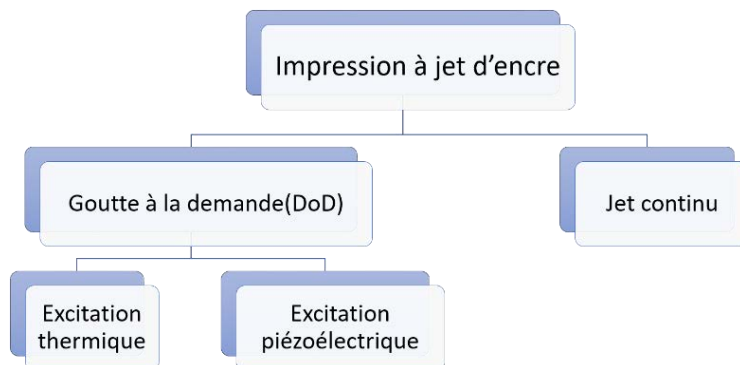 Impression à jet d'encre
Goutte à la demande(DoD)
Jet continu
Excitation
thermique
Excitation
piézoélectrique